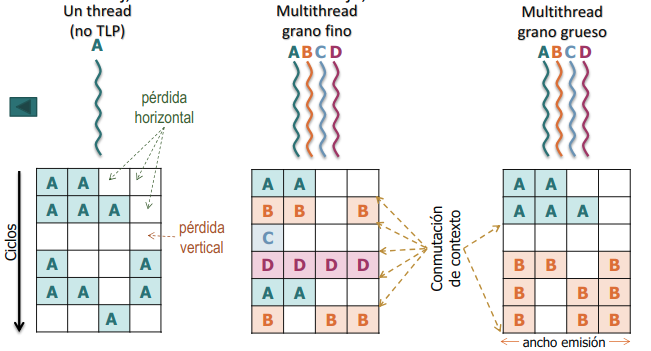 Un thread
(no TLP)
A
pérdida
horizontal
Ciclos
A A
A A A
pérdida
vertical
A A
A A A
A
Multithread
grano fino
A B C D
A A
B B B
C
D D D D
A A
B B B
Conmutación
de contexto
Multithread
grano grueso
A B C D
A A
A A A
B B B
B B B
B B B
ancho emisión